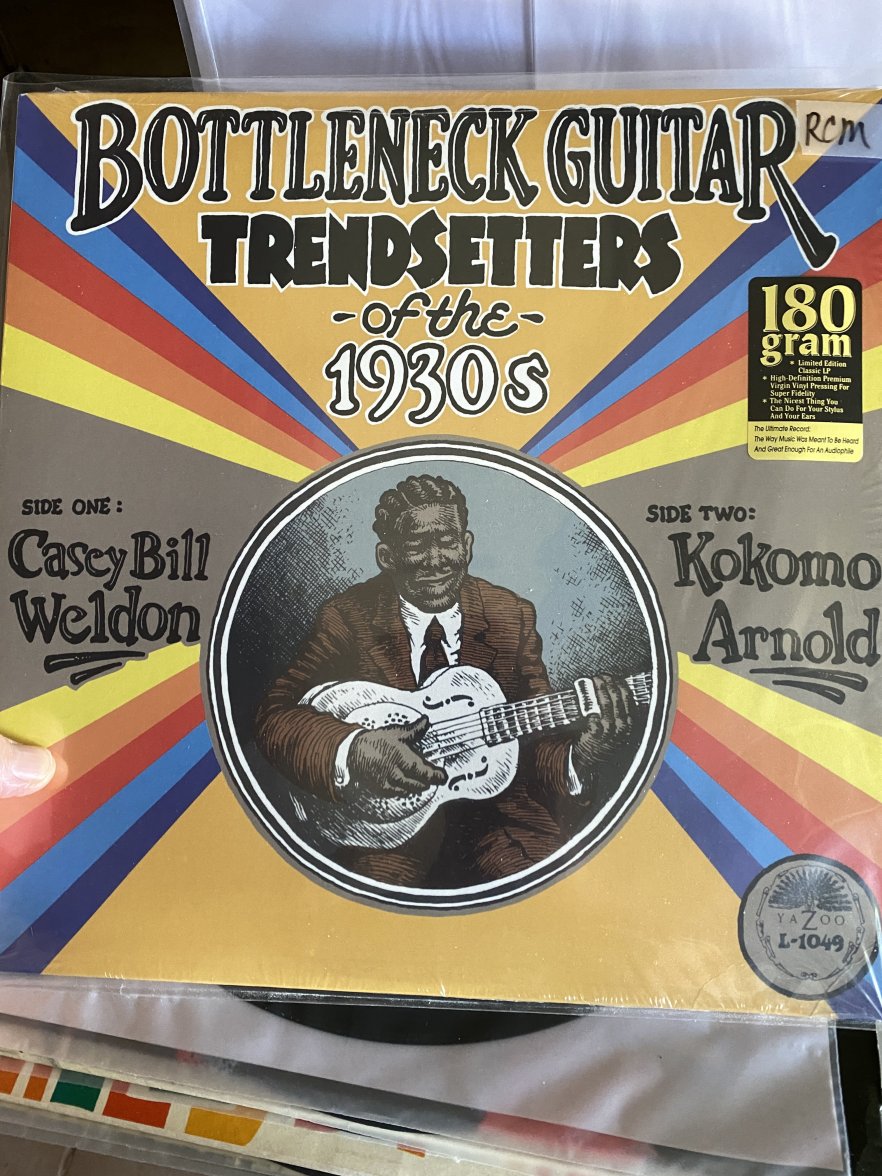 BOTTLENECK GUITAR
RCM
TRENDSETTERS
-of the-
1930s
180
gram
* Limited Edition
Classic LP
* High-Definition Premium
Virgin Vinyl Pressing For
Super Fidelity
* The Nicest Thing You
Can Do For Your Stylus
And Your Ears
The Ultimate Record:
The Way Music Was Meant To Be Heard
And Great Enough For An Audiophile
SIDE ONE:
Casey Bill
Weldon
SIDE TWO:
Kokomo
Arnold
YAZOO
L-1049